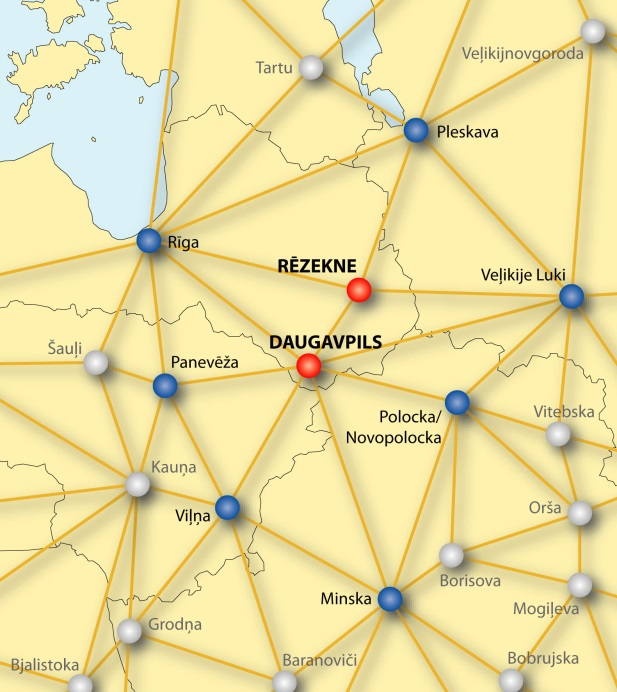 Tartu
Veļikijnovgoroda
Pleskava
Rīga
RĒZEKNE
Veļikije Luki
Šauļi
Panevēža
DAUGAVPILS
Polocka/
Novopolocka
Vitebska
Kauņa
Viļņa
Orša
Borisova
Minska
Mogiļeva
Grodņa
Bjalistoka
Baranoviči
Bobrujska